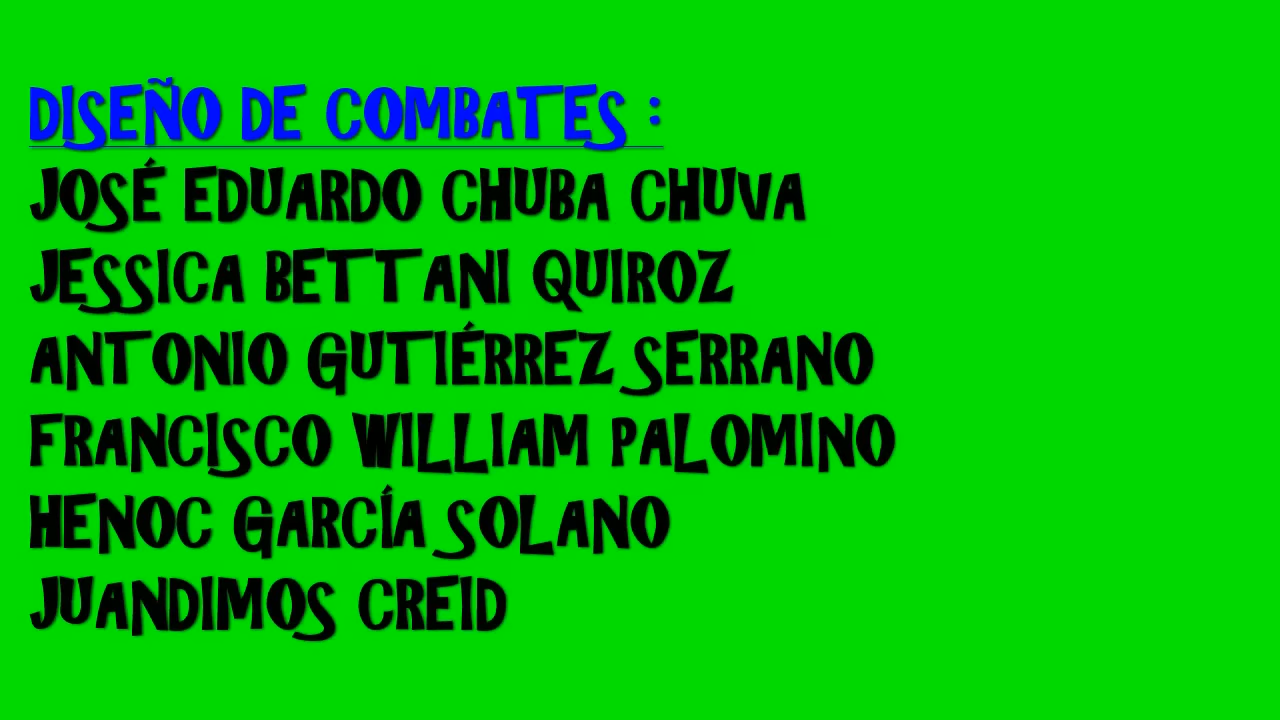 DISEÑO DE COMBATES :
JOSÉ EDUARDO CHUBA CHUVA
JESSICA BETTANI QUIROZ
ANTONIO GUTIÉRREZ SERRANO
FRANCISCO WILLIAM PALOMINO
HENOC GARCÍA SOLANO
JUANDIMOS CREID